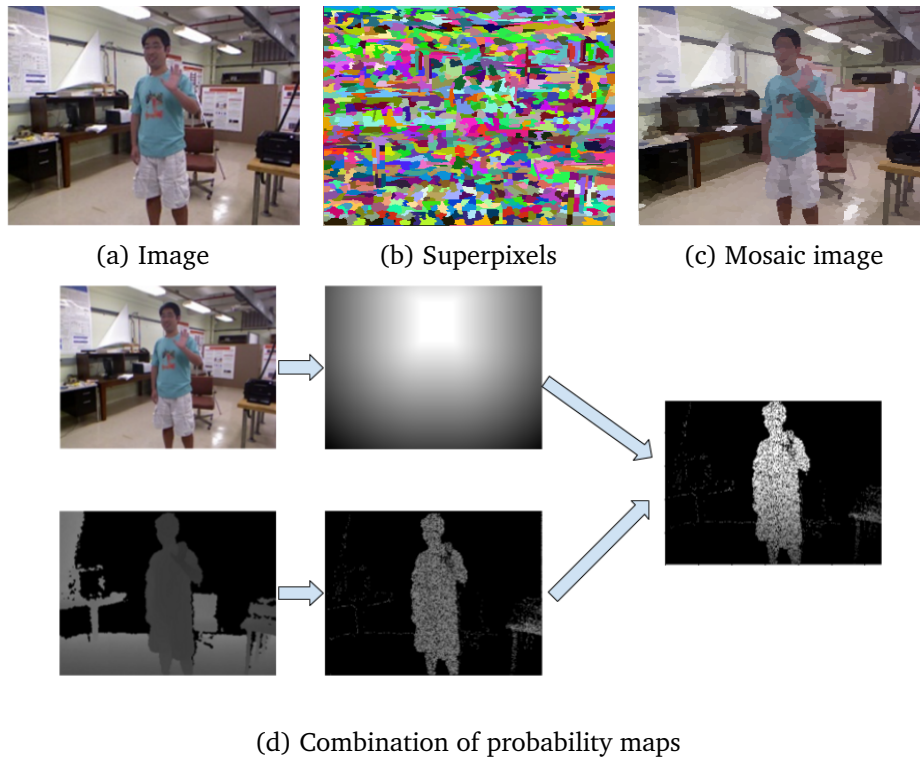 (a) Image
(b) Superpixels
(c) Mosaic image
(d) Combination of probability maps